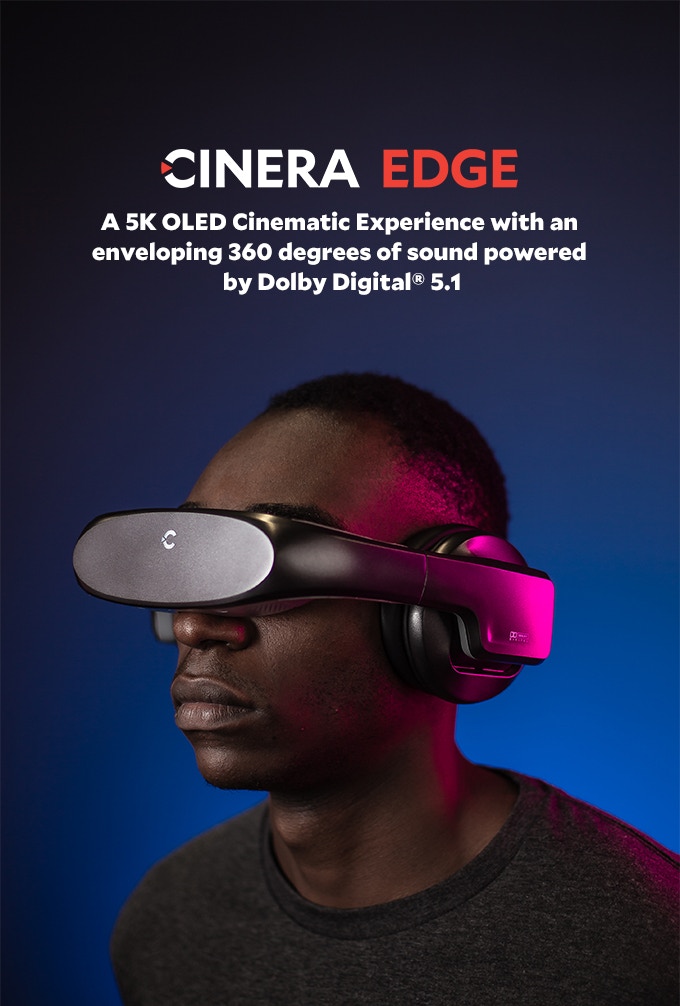 CINERA EDGE
A 5K OLED Cinematic Experience with an
enveloping 360 degrees of sound powered
by Dolby Digital® 5.1
C